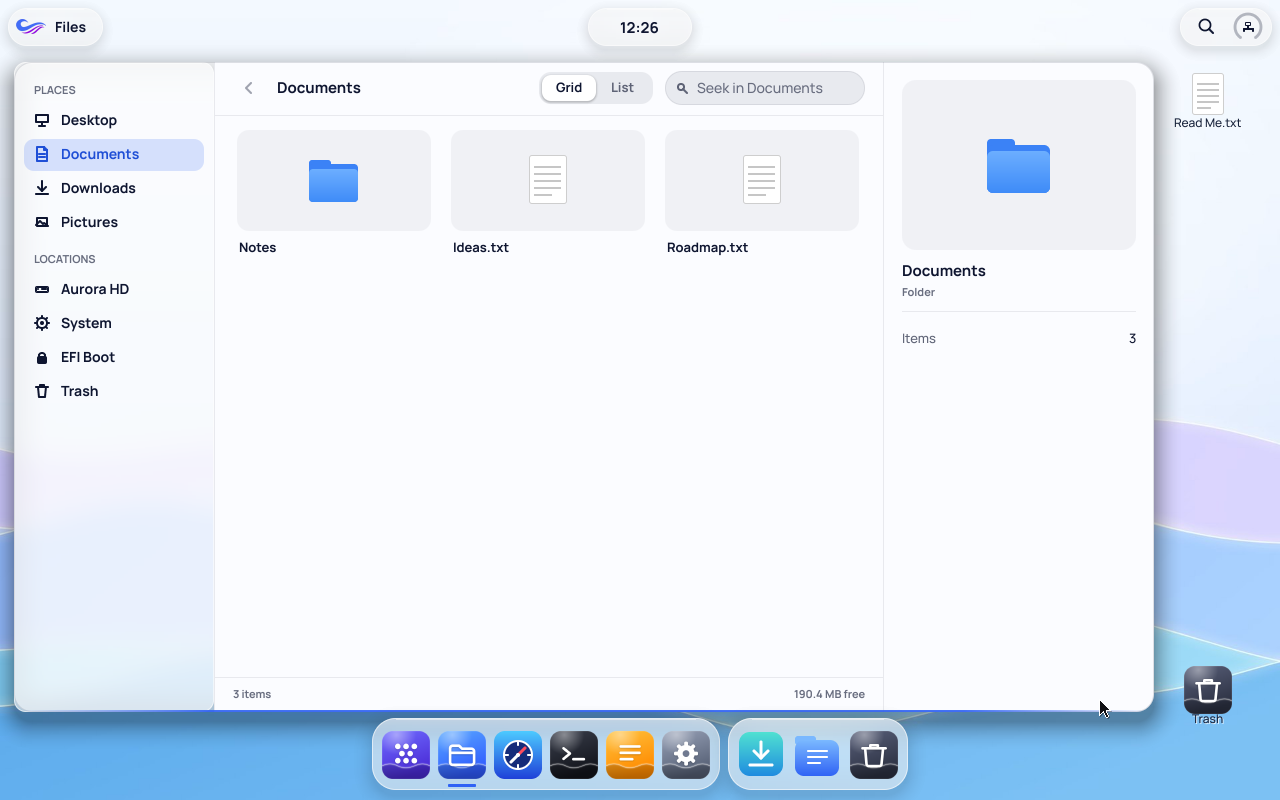 Files
12:26
PLACES
Desktop
Documents
Downloads
Pictures
LOCATIONS
Aurora HD
System
EFI Boot
Trash
Documents
Grid
List
Seek in Documents
Notes
Ideas.txt
Roadmap.txt
3 items
190.4 MB free
Documents
Folder
Items
3
Read Me.txt
Trash